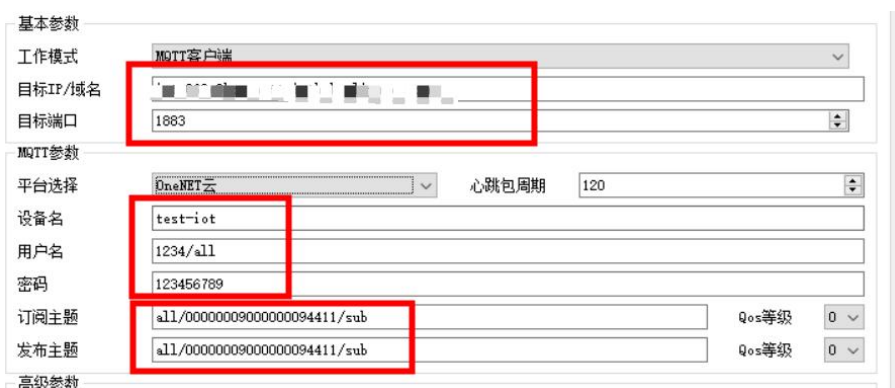 基本参数
工作模式 MQTT客户端
目标IP/域名
目标端口 1883
MQTT参数
平台选择 OneNET云 心跳包周期 120
设备名 test-iot
用户名 1234/all
密码 123456789
订阅主题 all/00000009000000094411/sub Qos等级 0
发布主题 all/00000009000000094411/sub Qos等级 0
高级参数